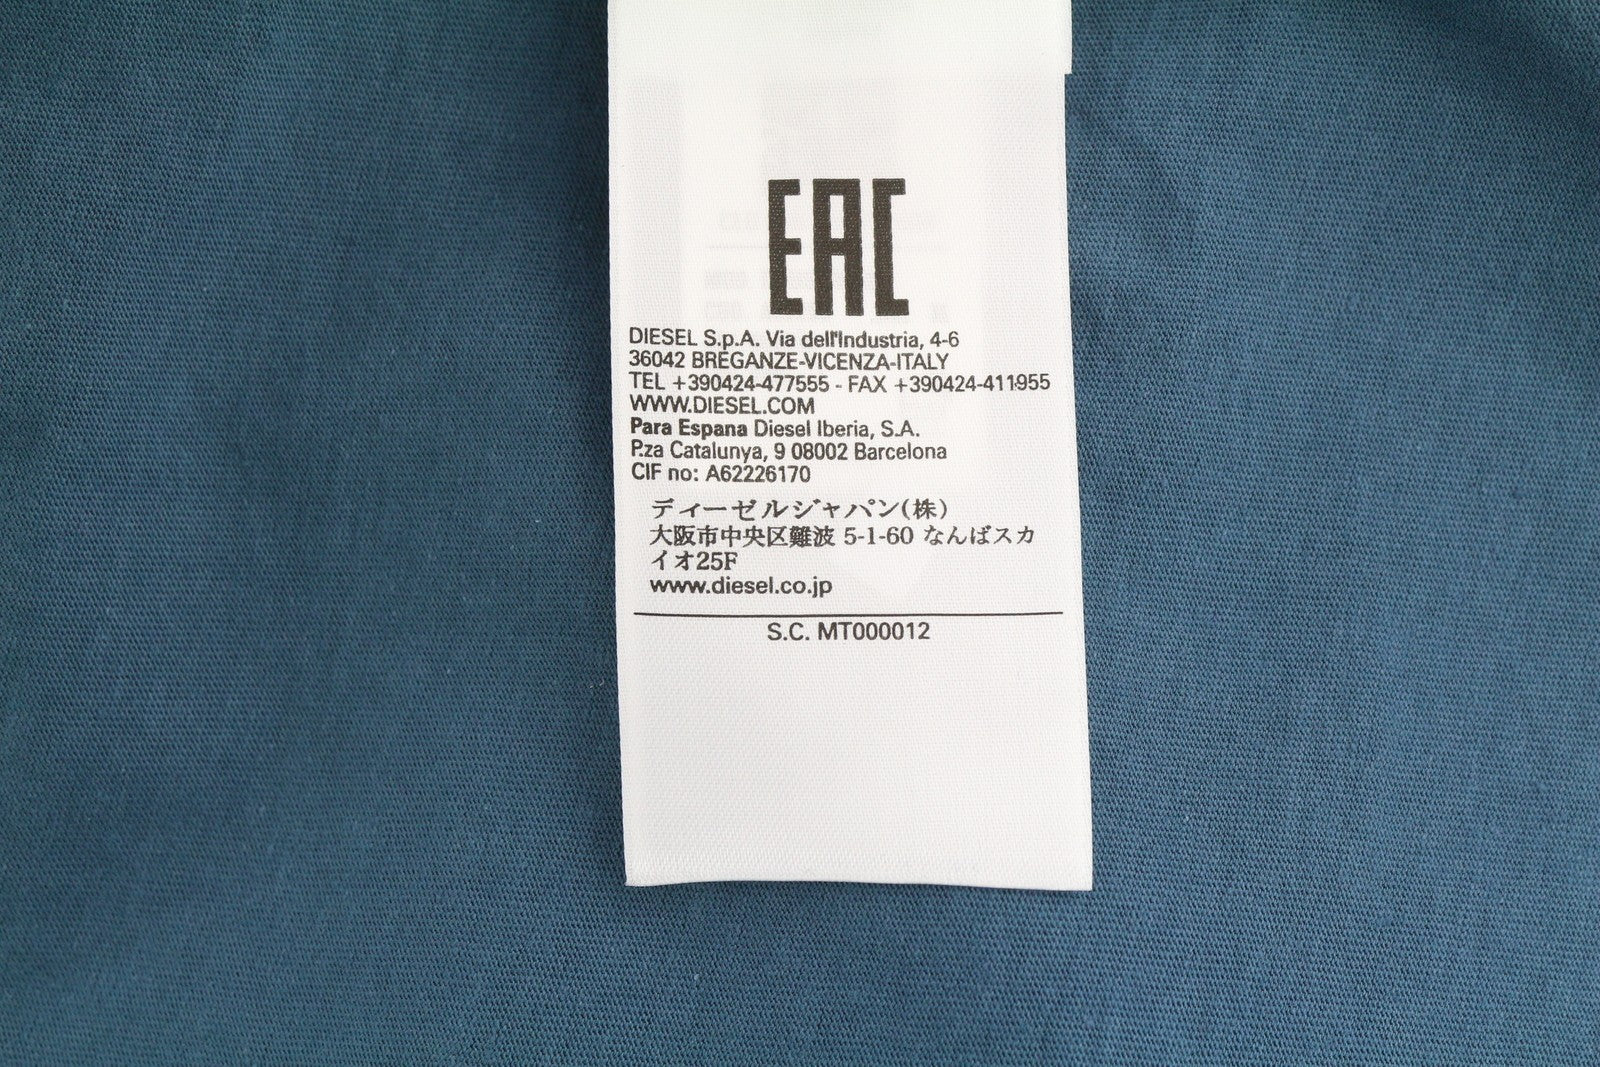 EAC
DIESEL S.p.A. Via dell'Industria, 4-6
36042 BREGANZE-VICENZA-ITALY
TEL +390424-477555 - FAX +390424-411955
WWW.DIESEL.COM
Para Espana Diesel Iberia, S.A.
P.za Catalunya, 9 08002 Barcelona
CIF no: A62226170
ディーゼルジャパン(株)
大阪市中央区難波 5-1-60 なんばスカ
イオ25F
www.diesel.co.jp
S.C. MT000012